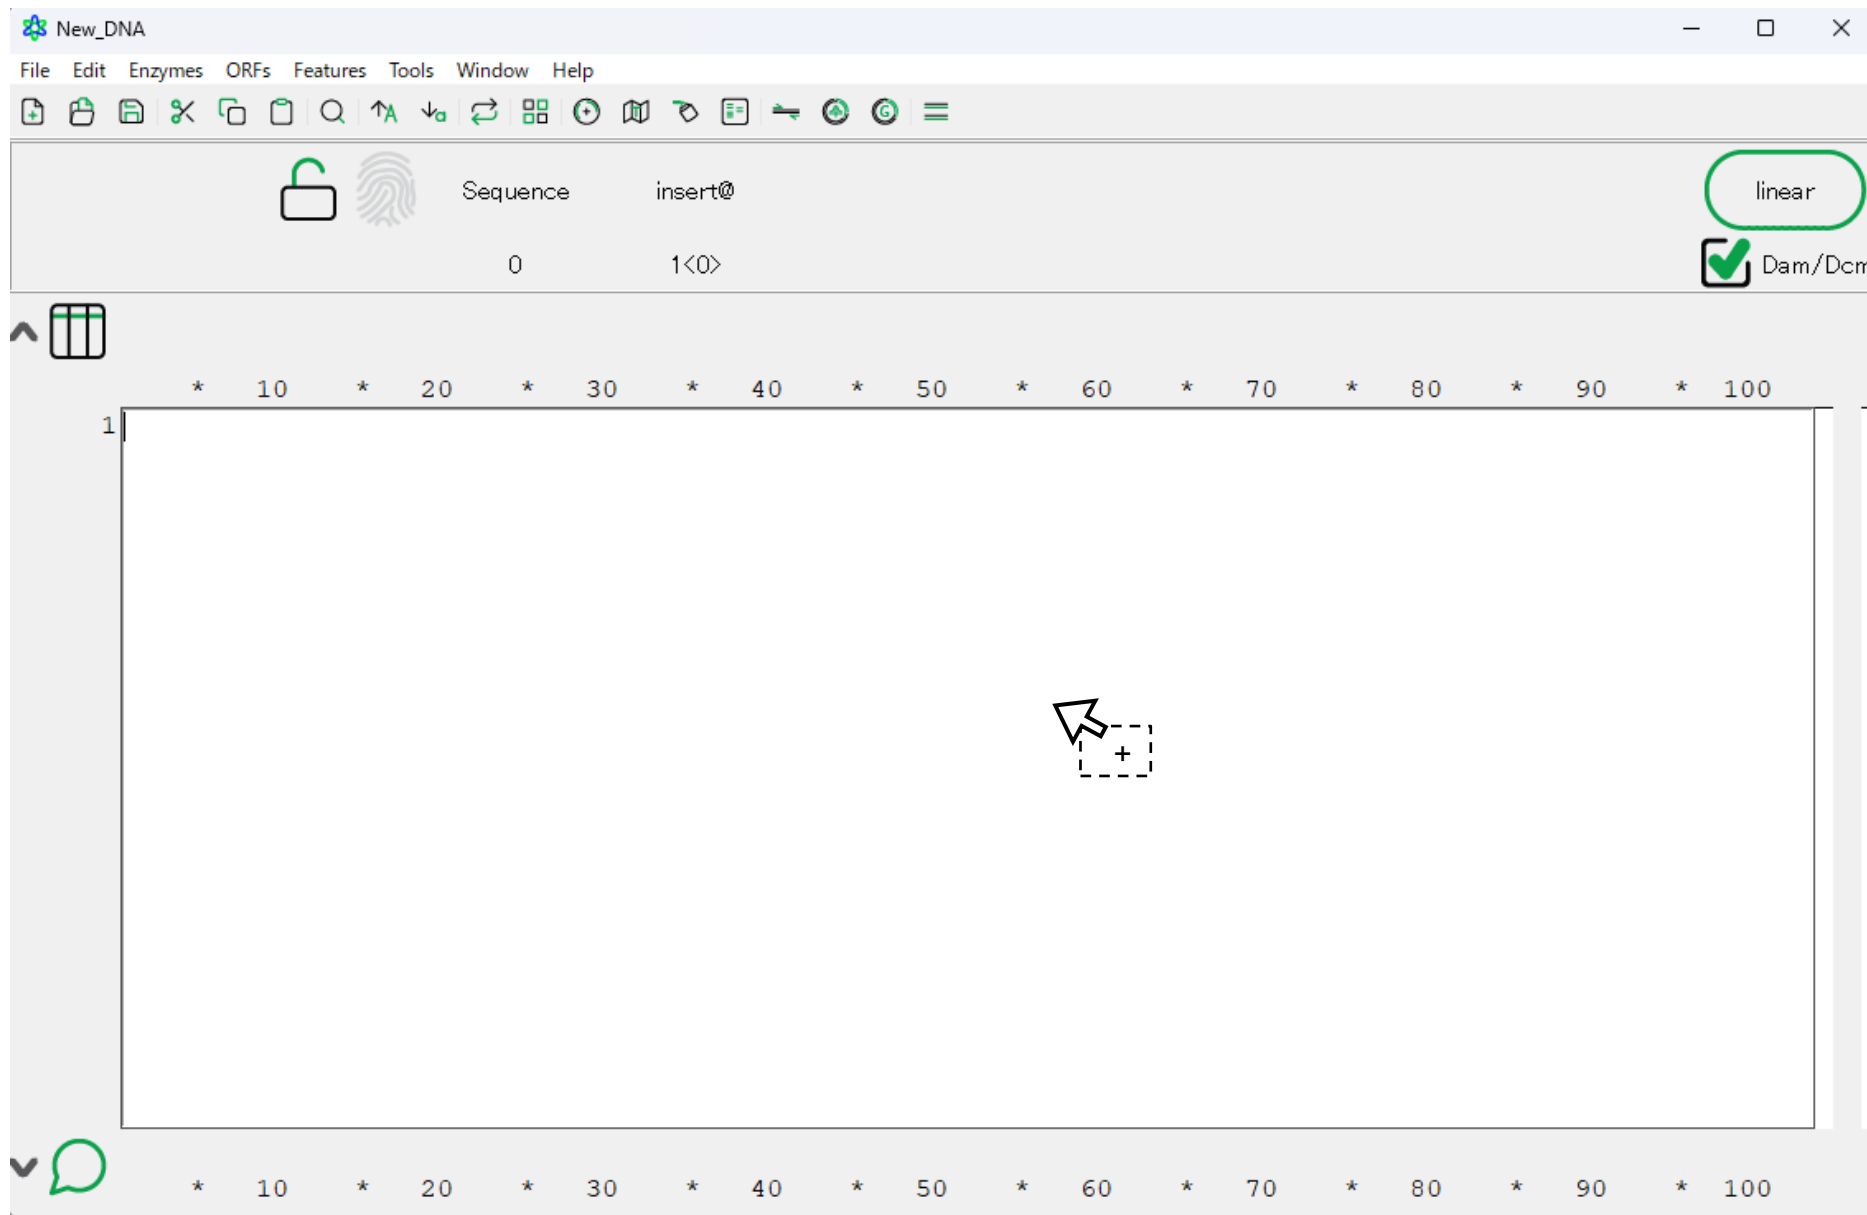 New_DNA
File Edit Enzymes ORFs Features Tools Window Help
Sequence insert@ linear
0 1<0> Dam/Dcm
* 10 * 20 * 30 * 40 * 50 * 60 * 70 * 80 * 90 * 100
1
+
* 10 * 20 * 30 * 40 * 50 * 60 * 70 * 80 * 90 * 100